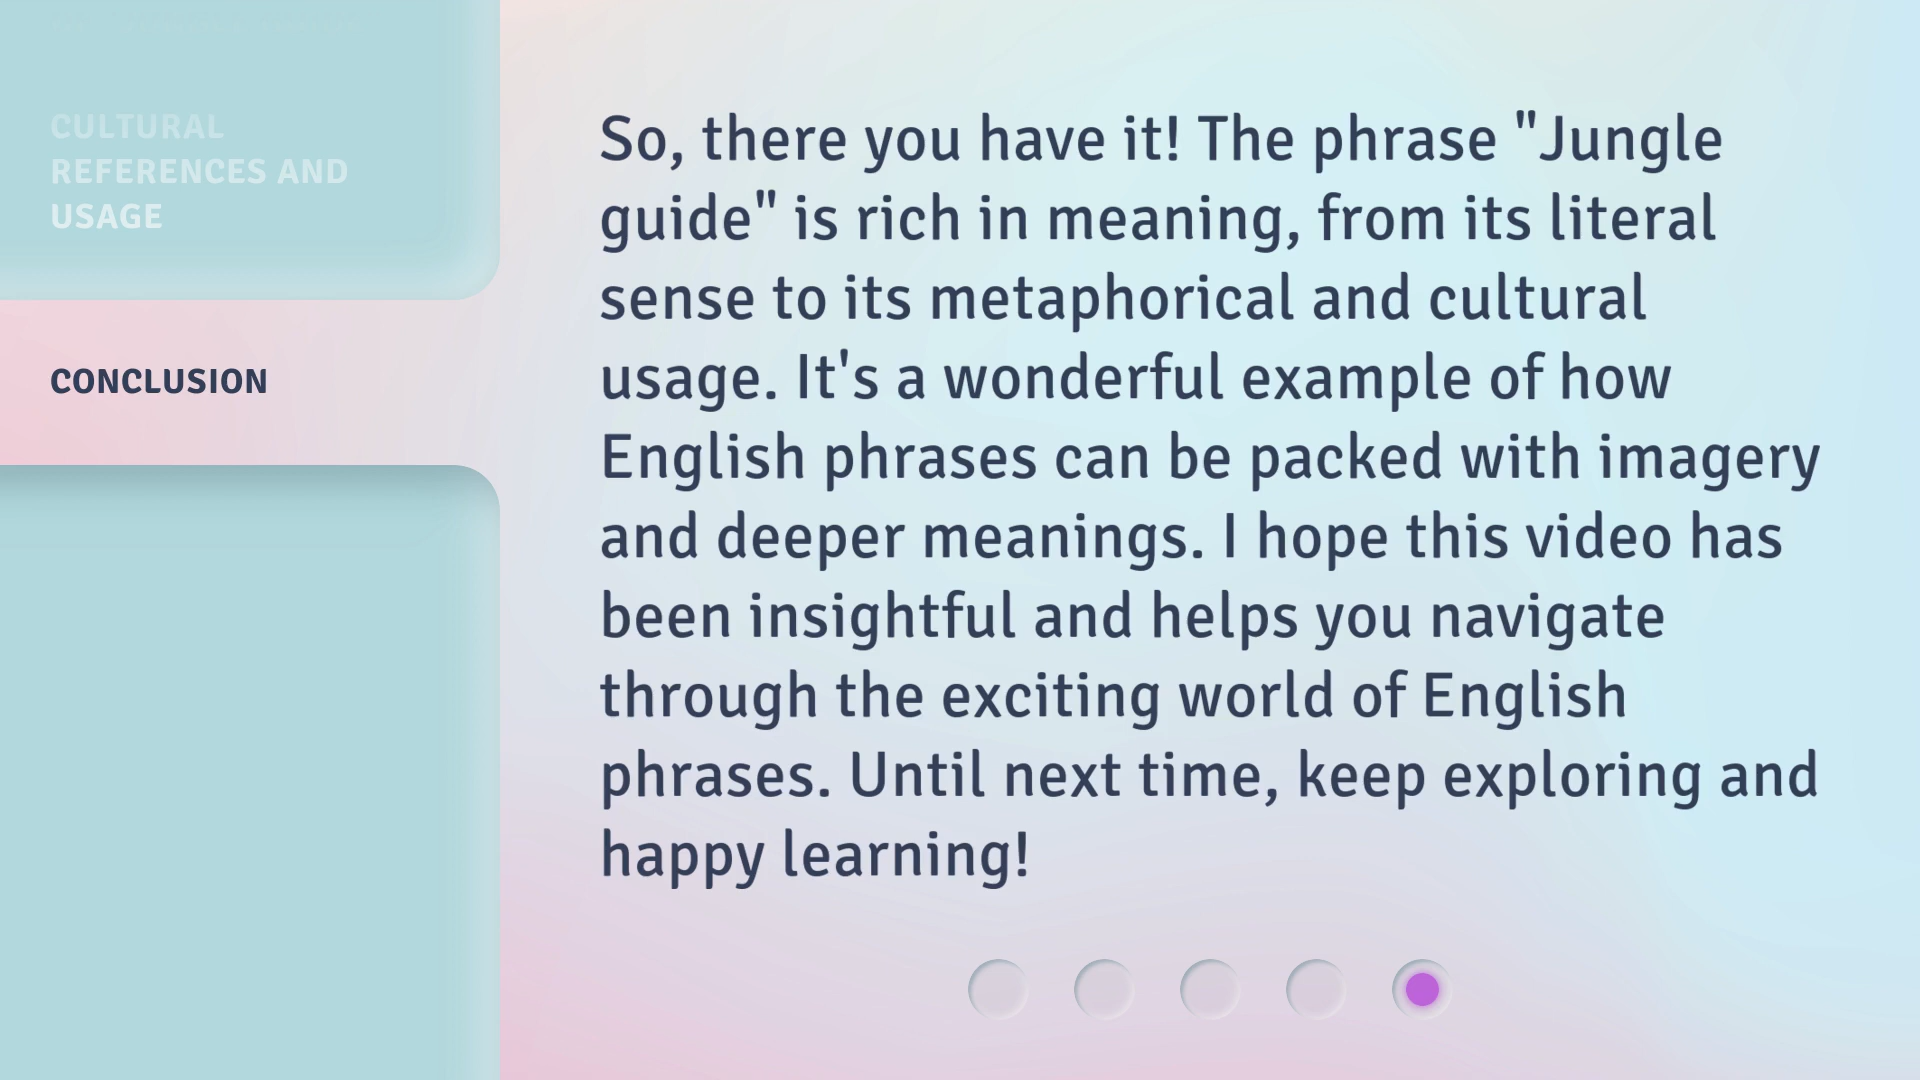 CULTURAL
REFERENCES AND
USAGE
CONCLUSION
So, there you have it! The phrase "Jungle
guide" is rich in meaning, from its literal
sense to its metaphorical and cultural
usage. It's a wonderful example of how
English phrases can be packed with imagery
and deeper meanings. I hope this video has
been insightful and helps you navigate
through the exciting world of English
phrases. Until next time, keep exploring and
happy learning!